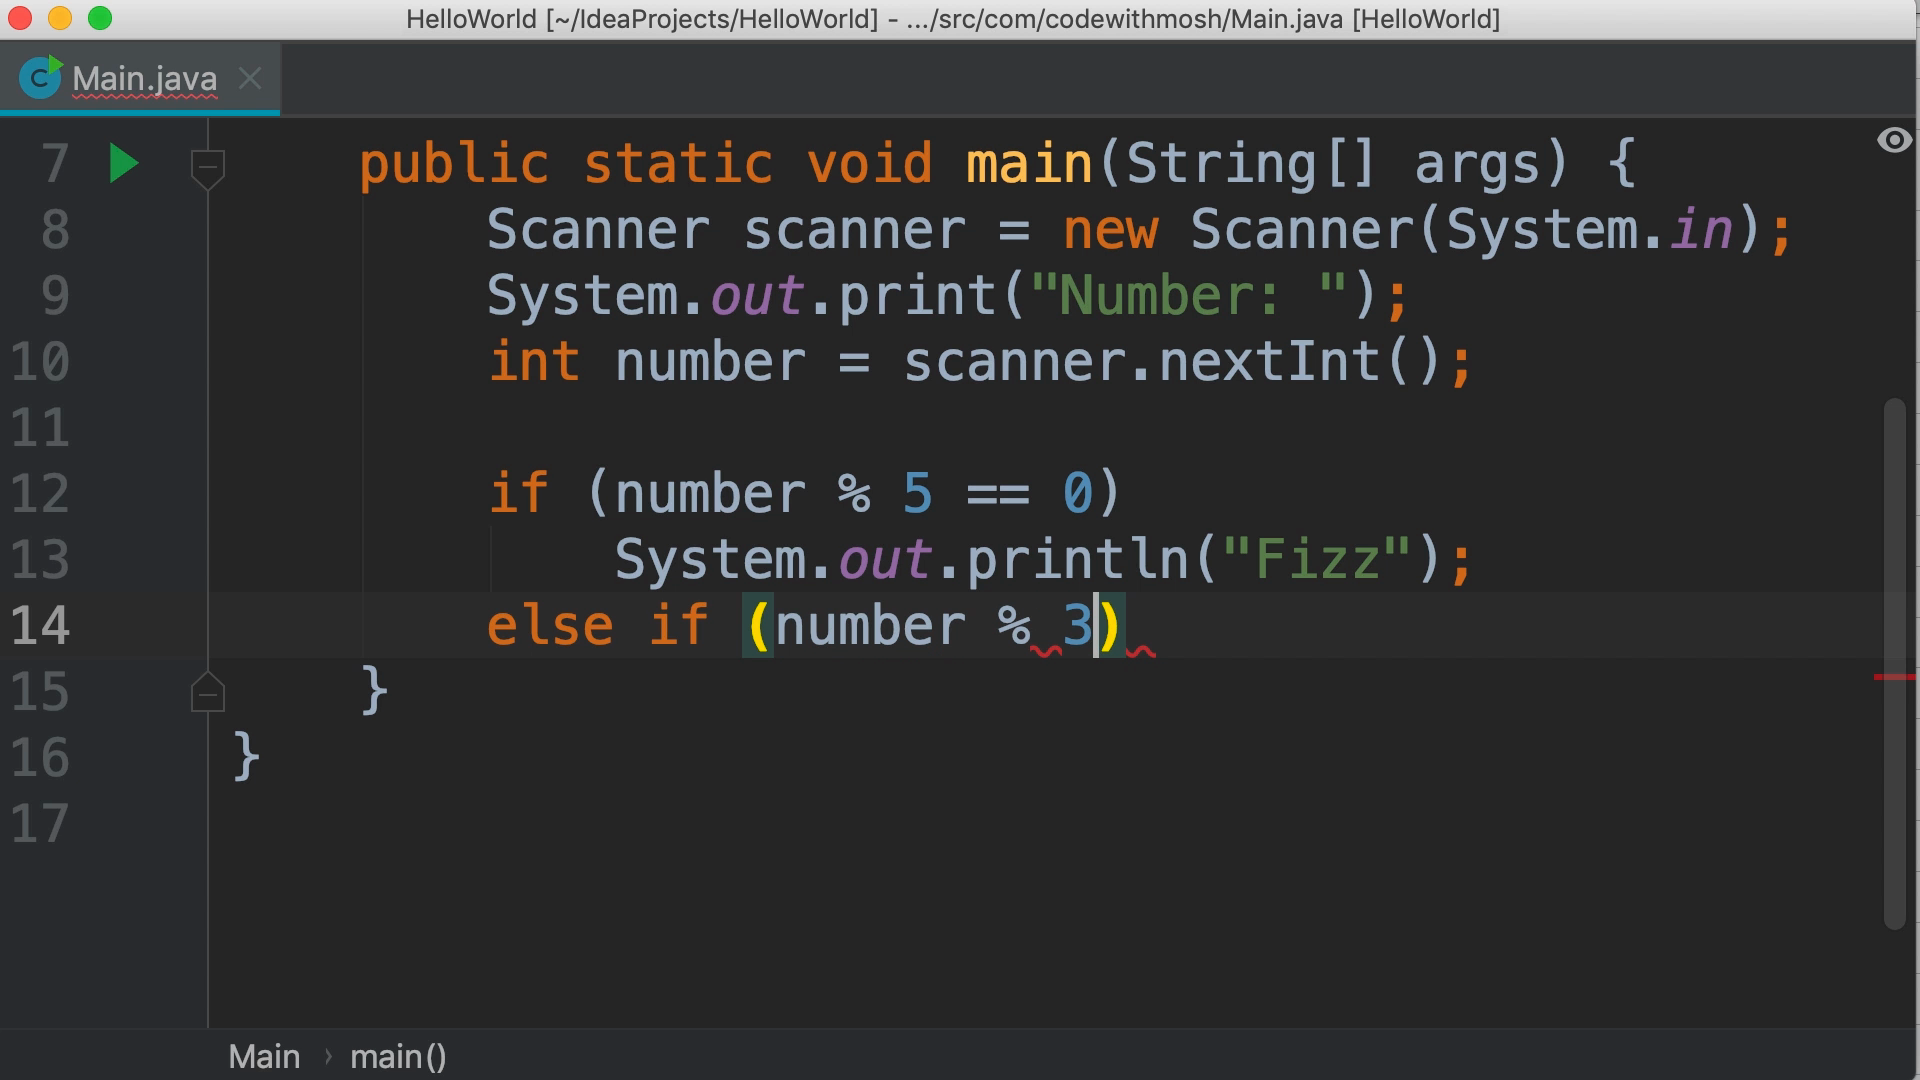 HelloWorld [~/IdeaProjects/HelloWorld] - .../src/com/codewithmosh/Main.java [HelloWorld]
C Main.java
7 public static void main(String[] args) {
8 Scanner scanner = new Scanner(System.in);
9 System.out.print("Number: ");
10 int number = scanner.nextInt();
11
12 if (number % 5 == 0)
13 System.out.println("Fizz");
14 else if (number % 3)
15 }
16 }
17
Main › main()